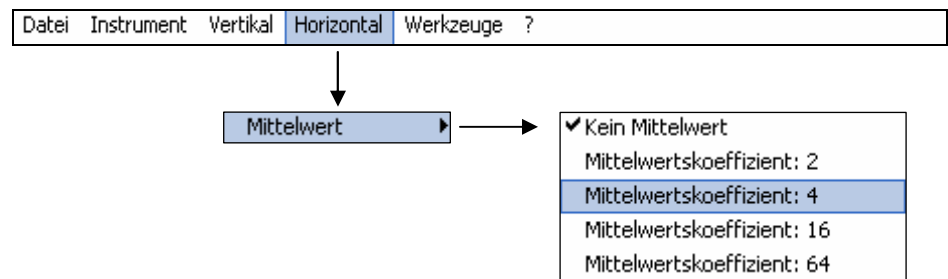 Datei Instrument Vertikal Horizontal Werkzeuge ?
Mittelwert
Kein Mittelwert
Mittelwertskoeffizient: 2
Mittelwertskoeffizient: 4
Mittelwertskoeffizient: 16
Mittelwertskoeffizient: 64